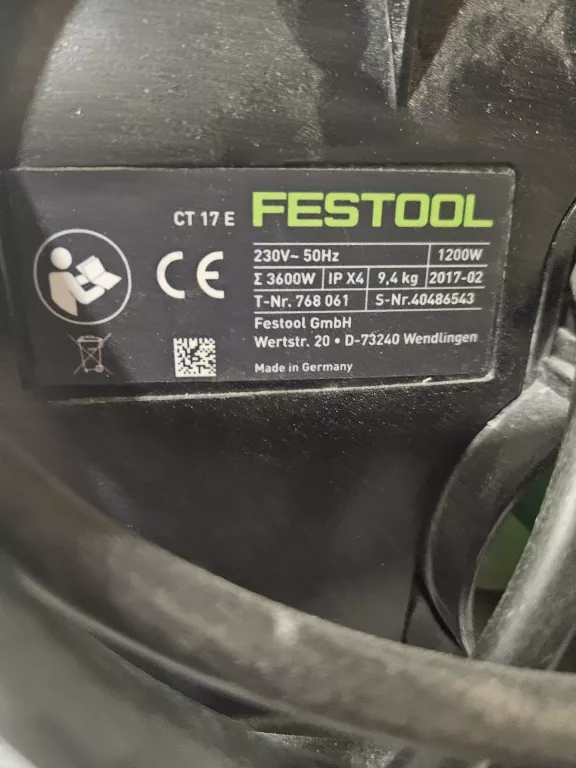 CT 17 E FESTOOL
CE
230V~ 50Hz 1200W
Σ 3600W IP X4 9,4 kg 2017-02
T-Nr. 768 061 S-Nr.40486543
Festool GmbH
Wertstr. 20 • D-73240 Wendlingen
Made in Germany